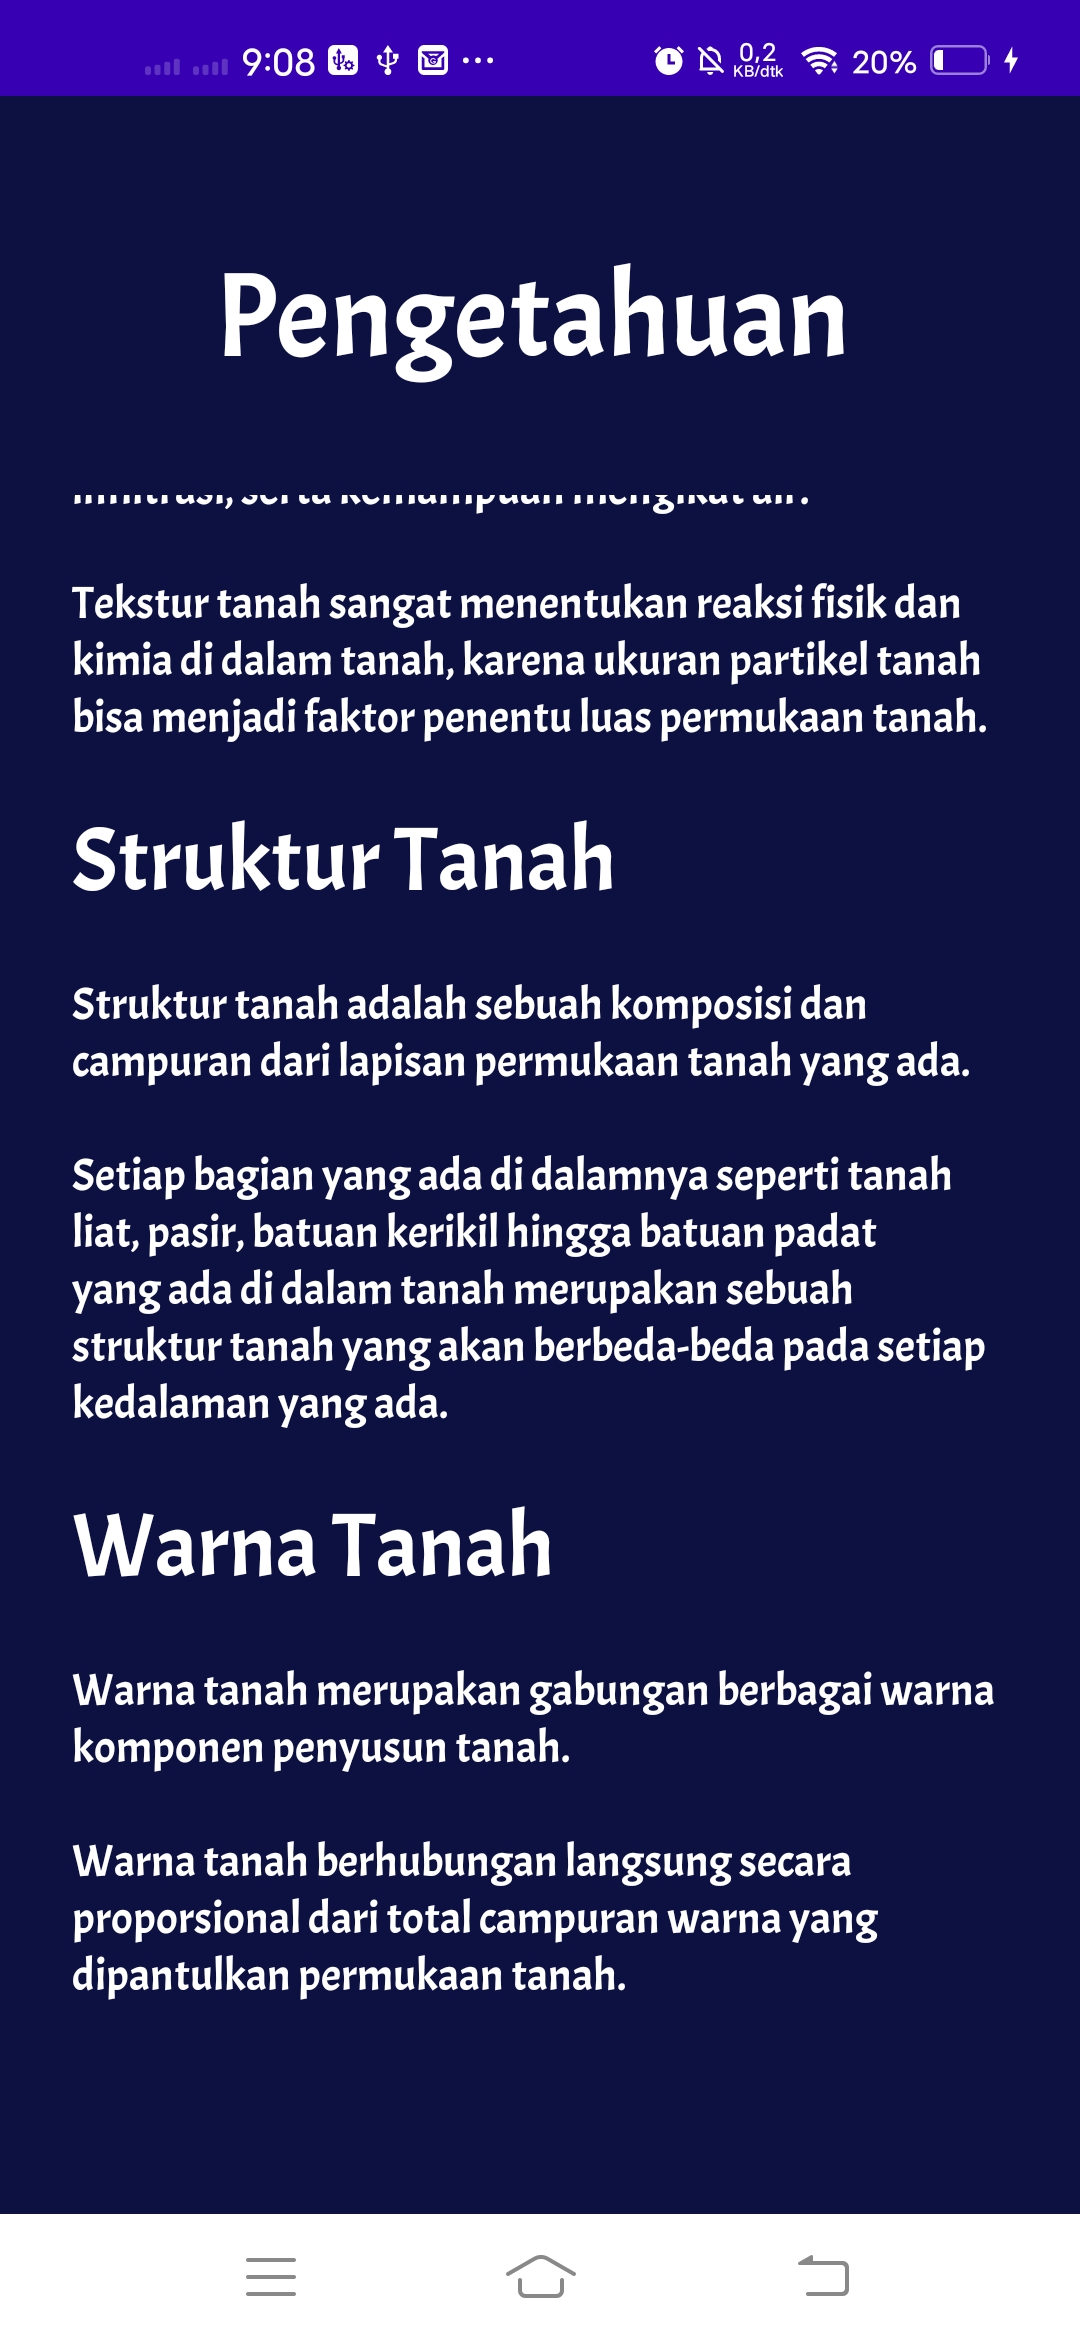 9:08
0,2
KB/dtk
20%
Pengetahuan
infiltrasi, serta kemampuan mengikat air.
Tekstur tanah sangat menentukan reaksi fisik dan
kimia di dalam tanah, karena ukuran partikel tanah
bisa menjadi faktor penentu luas permukaan tanah.
Struktur Tanah
Struktur tanah adalah sebuah komposisi dan
campuran dari lapisan permukaan tanah yang ada.
Setiap bagian yang ada di dalamnya seperti tanah
liat, pasir, batuan kerikil hingga batuan padat
yang ada di dalam tanah merupakan sebuah
struktur tanah yang akan berbeda-beda pada setiap
kedalaman yang ada.
Warna Tanah
Warna tanah merupakan gabungan berbagai warna
komponen penyusun tanah.
Warna tanah berhubungan langsung secara
proporsional dari total campuran warna yang
dipantulkan permukaan tanah.